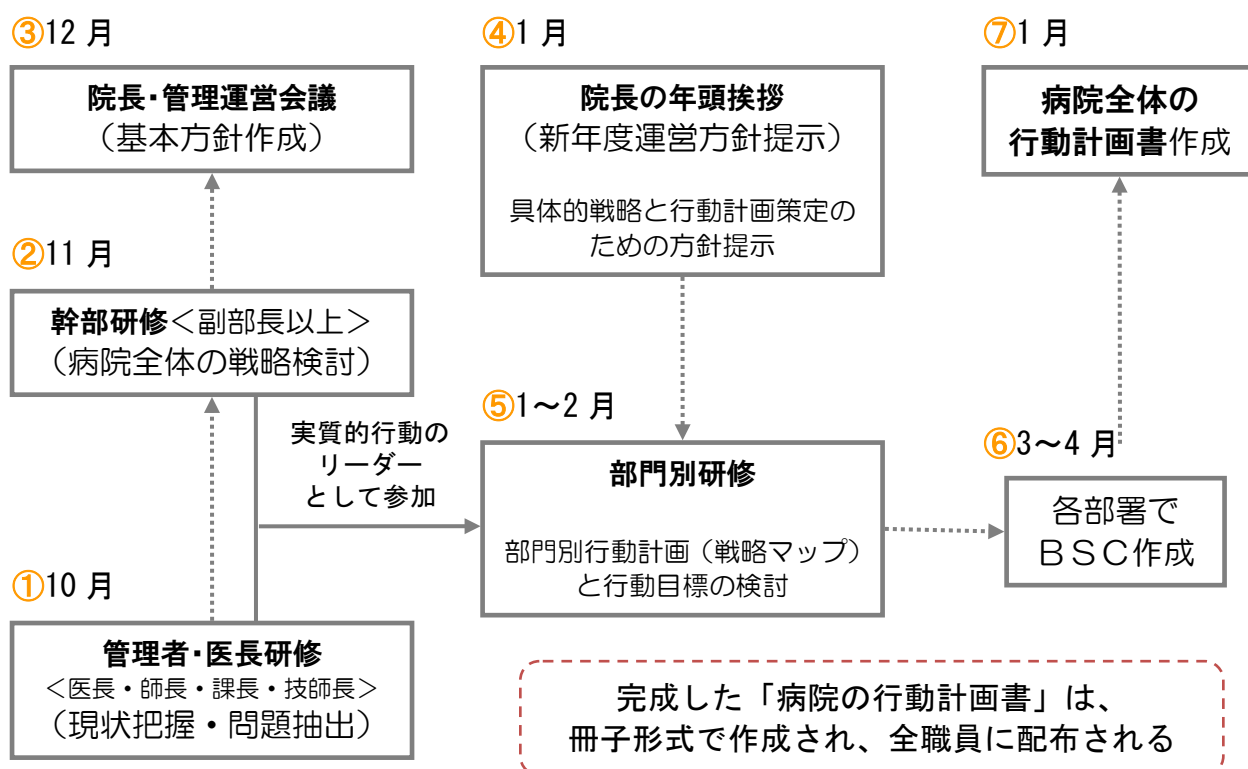 ③12 月
院長・管理運営会議
（基本方針作成）
②11 月
幹部研修＜副部長以上＞
（病院全体の戦略検討）
実質的行動の
リーダー
として参加
①10 月
管理者・医長研修
＜医長・師長・課長・技師長＞
（現状把握・問題抽出）
④1 月
院長の年頭挨拶
（新年度運営方針提示）
具体的戦略と行動計画策定の
ための方針提示
⑤1～2 月
部門別研修
部門別行動計画（戦略マップ）
と行動目標の検討
⑦1 月
病院全体の
行動計画書作成
⑥3～4 月
各部署で
ＢＳＣ作成
完成した「病院の行動計画書」は、
冊子形式で作成され、全職員に配布される